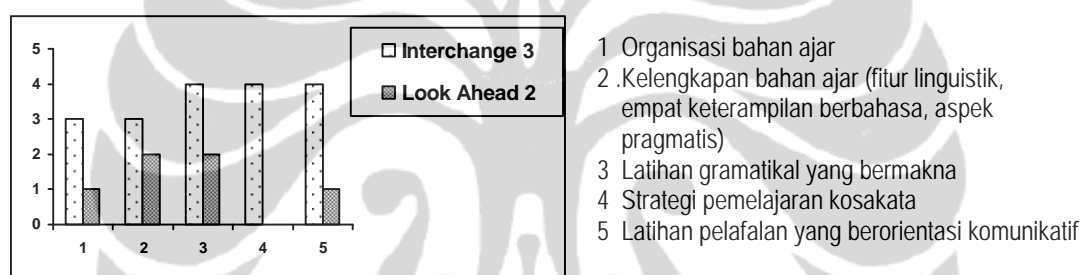 5
4
3
2
1
0
1 2 3 4 5
Interchange 3
Look Ahead 2
1 Organisasi bahan ajar
2 .Kelengkapan bahan ajar (fitur linguistik,
empat keterampilan berbahasa, aspek
pragmatis)
3 Latihan gramatikal yang bermakna
4 Strategi pemelajaran kosakata
5 Latihan pelafalan yang berorientasi komunikatif